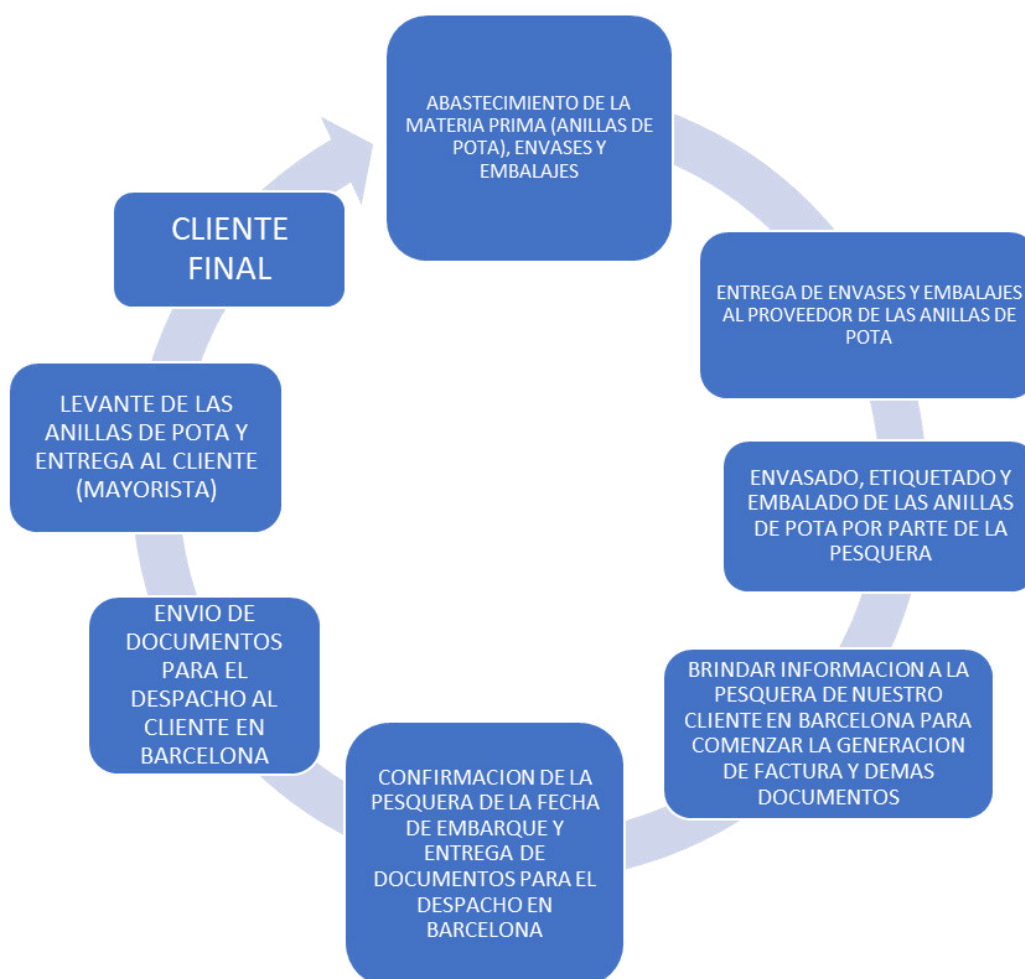 ABASTECIMIENTO DE LA
MATERIA PRIMA (ANILLAS DE
POTA), ENVASES Y
EMBALAJES
ENTREGA DE ENVASES Y EMBALAJES
AL PROVEEDOR DE LAS ANILLAS DE
POTA
ENVASADO, ETIQUETADO Y
EMBALADO DE LAS ANILLAS
DE POTA POR PARTE DE LA
PESQUERA
BRINDAR INFORMACION A LA
PESQUERA DE NUESTRO
CLIENTE EN BARCELONA PARA
COMENZAR LA GENERACION
DE FACTURA Y DEMAS
DOCUMENTOS
CONFIRMACION DE LA
PESQUERA DE LA FECHA
DE EMBARQUE Y
ENTREGA DE
DOCUMENTOS PARA EL
DESPACHO EN
BARCELONA
ENVIO DE
DOCUMENTOS
PARA EL
DESPACHO AL
CLIENTE EN
BARCELONA
LEVANTE DE LAS
ANILLAS DE POTA Y
ENTREGA AL CLIENTE
(MAYORISTA)
CLIENTE
FINAL